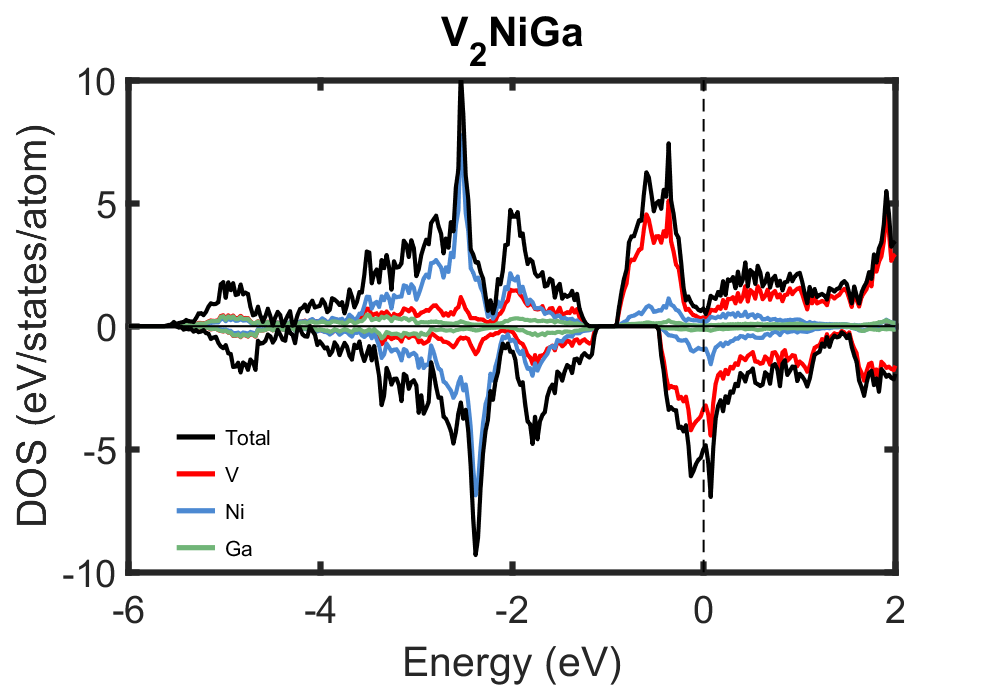 V2NiGa
DOS (eV/states/atom)
10
5
0
-5
-10
Total
V
Ni
Ga
-6 -4 -2 0 2
Energy (eV)